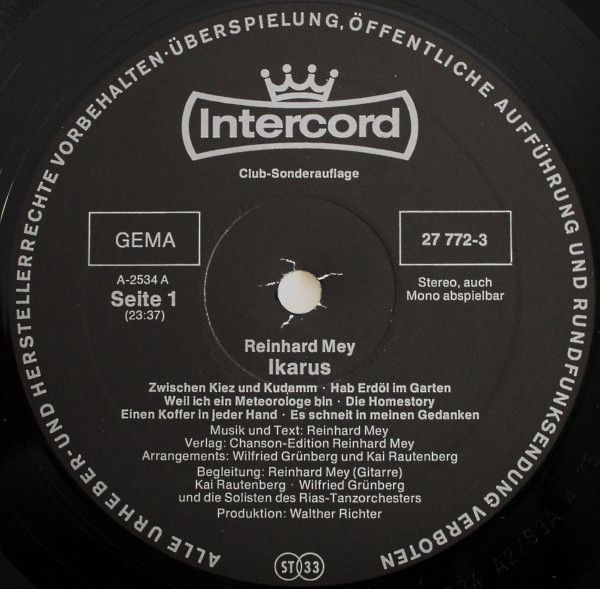 ALLE URHEBER- UND HERSTELLERRECHTE VORBEHALTEN · ÜBERSPIELUNG, ÖFFENTLICHE AUFFÜHRUNG UND RUNDFUNKSENDUNG VERBOTEN
Intercord
Club-Sonderauflage
GEMA
27 772-3
A-2534 A
Seite 1
(23:37)
Stereo, auch
Mono abspielbar
Reinhard Mey
Ikarus
Zwischen Kiez und Kudamm · Hab Erdöl im Garten
Weil ich ein Meteorologe bin · Die Homestory
Einen Koffer in jeder Hand · Es schneit in meinen Gedanken
Musik und Text: Reinhard Mey
Verlag: Chanson-Edition Reinhard Mey
Arrangements: Wilfried Grünberg und Kai Rautenberg
Begleitung: Reinhard Mey (Gitarre)
Kai Rautenberg · Wilfried Grünberg
und die Solisten des Rias-Tanzorchesters
Produktion: Walther Richter
ST 33